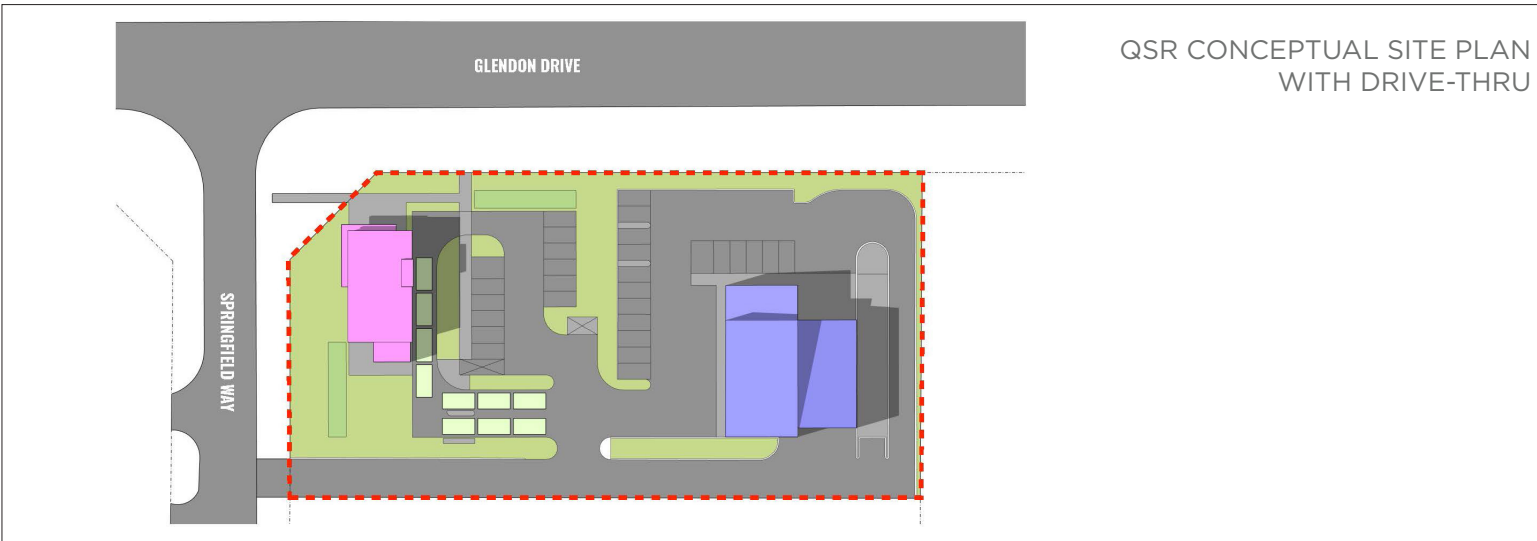 QSR CONCEPTUAL SITE PLAN
WITH DRIVE-THRU
GLENDON DRIVE
SPRINGFIELD WAY